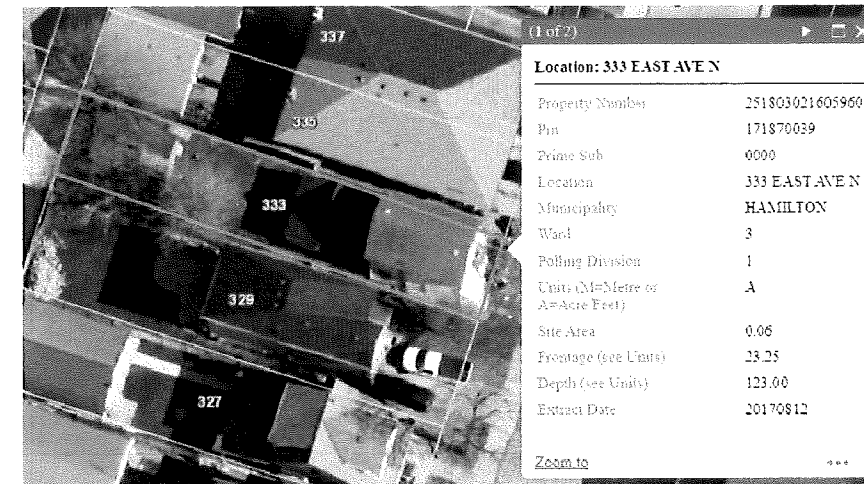 337
335
333
329
327
(1 of 2)
Location: 333 EAST AVE N
Property Number 251803021605960
Pin 171870039
Prime Sub 0000
Location 333 EAST AVE N
Municipality HAMILTON
Ward 3
Polling Division 1
Units (M=Metre or A
A=Acre Feet)
Site Area 0.06
Frontage (see Units) 23.25
Depth (see Units) 123.00
Extract Date 20170812
Zoom to